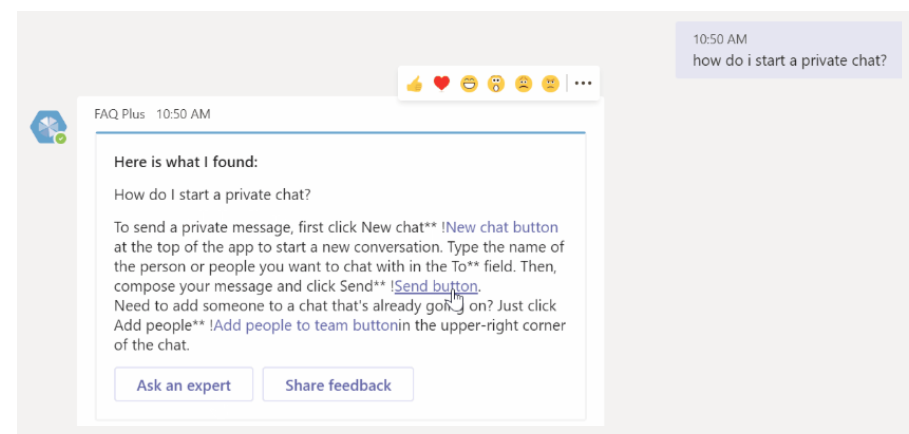 10:50 AM
how do i start a private chat?
FAQ Plus 10:50 AM
Here is what I found:
How do I start a private chat?
To send a private message, first click New chat** !New chat button
at the top of the app to start a new conversation. Type the name of
the person or people you want to chat with in the To** field. Then,
compose your message and click Send** !Send button.
Need to add someone to a chat that's already going on? Just click
Add people** !Add people to team buttonin the upper-right corner
of the chat.
Ask an expert
Share feedback